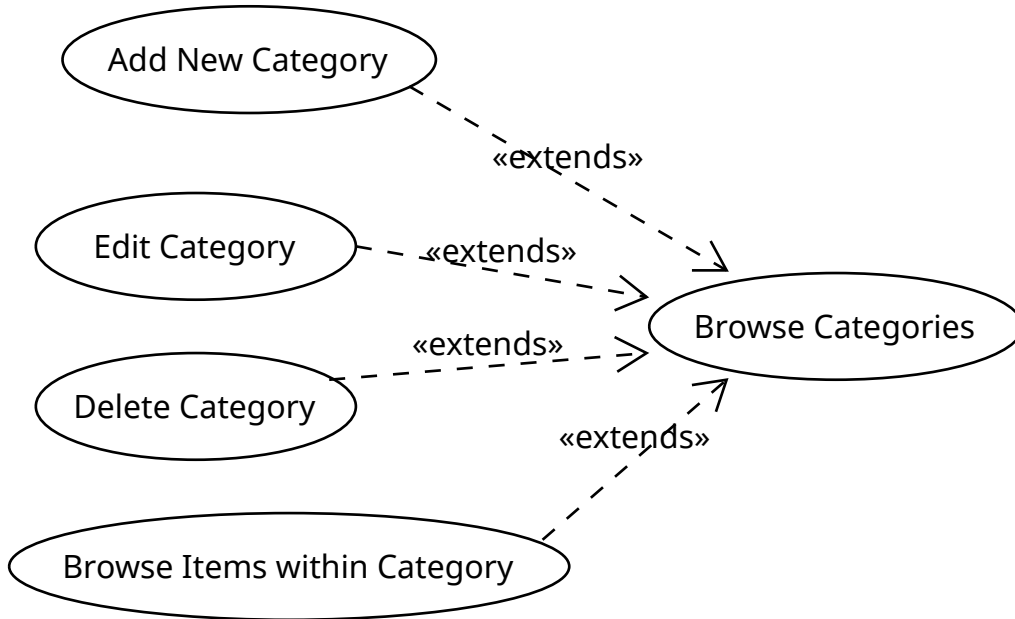 Add New Category
«extends»
Edit Category
«extends»
Browse Categories
«extends»
Delete Category
«extends»
Browse Items within Category